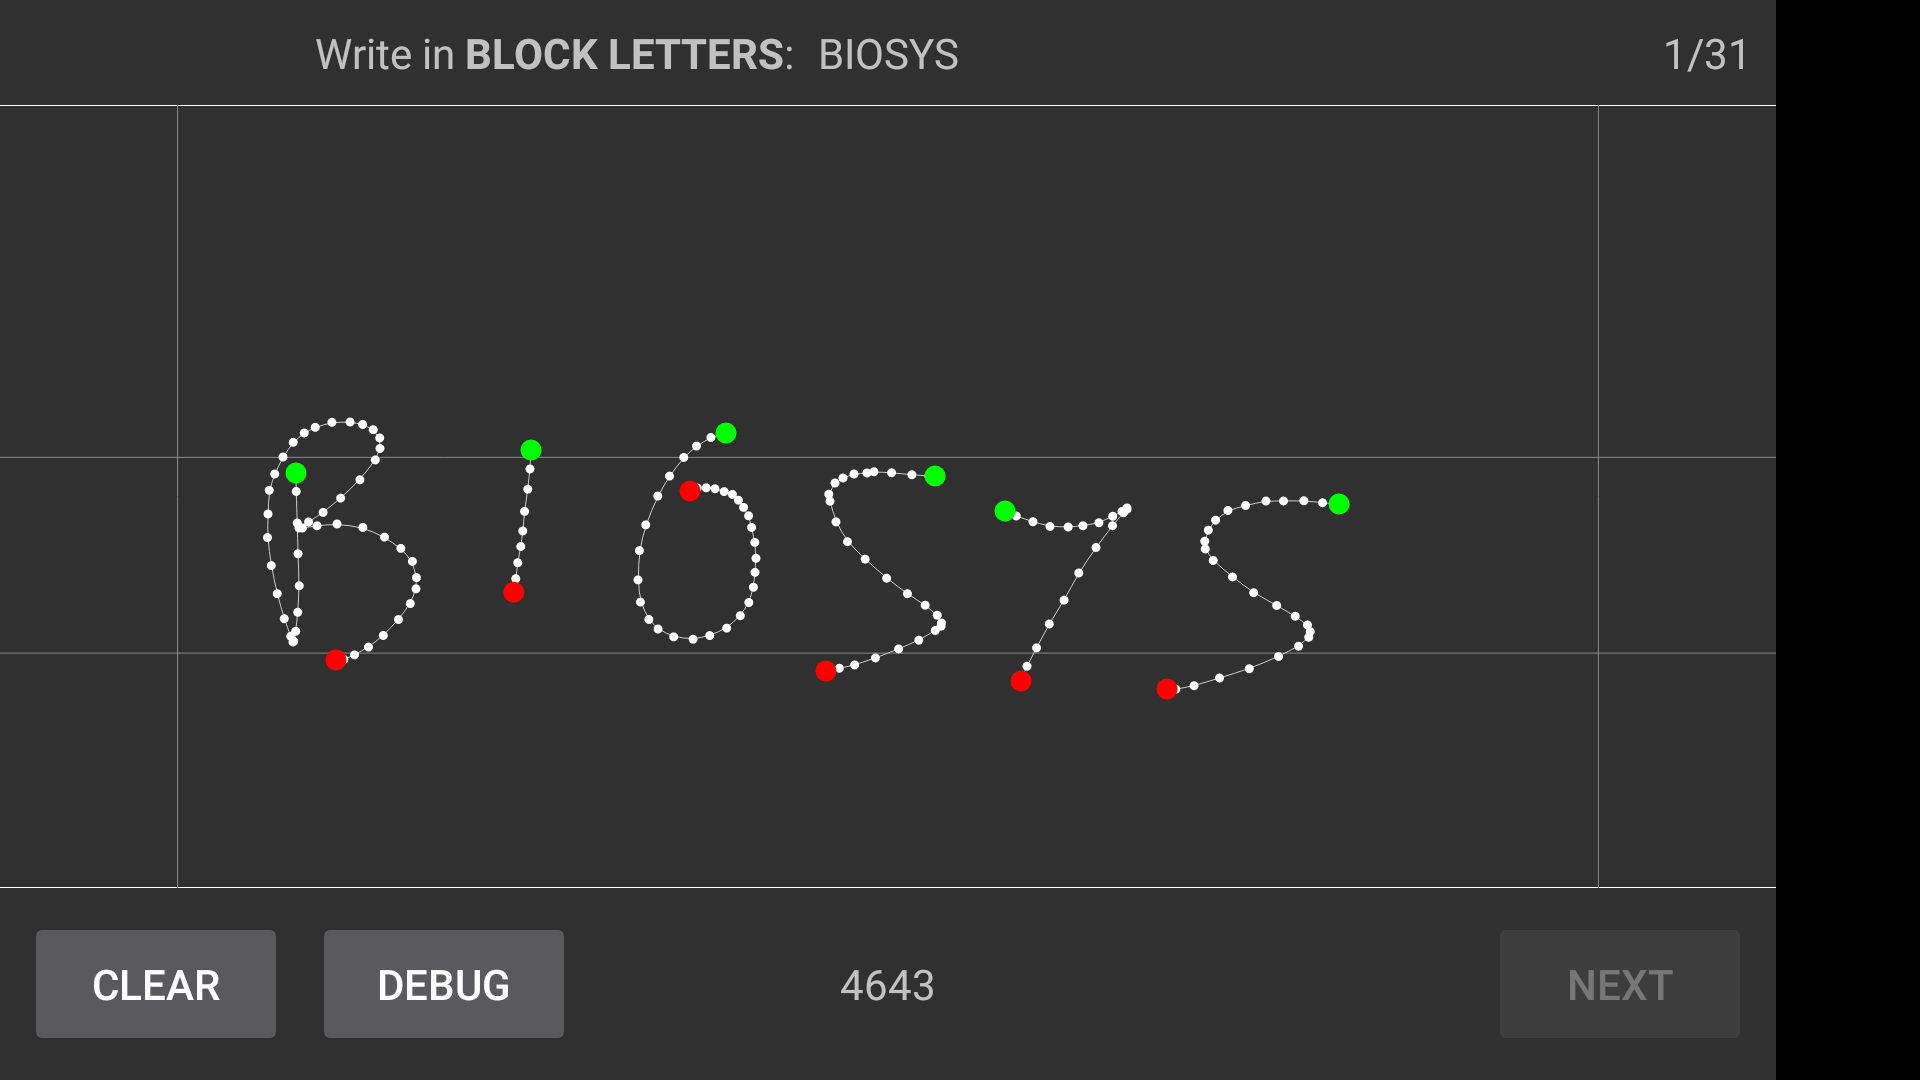 Write in BLOCK LETTERS: BIOSYS 1/31
BIOSYS
CLEAR DEBUG 4643 NEXT